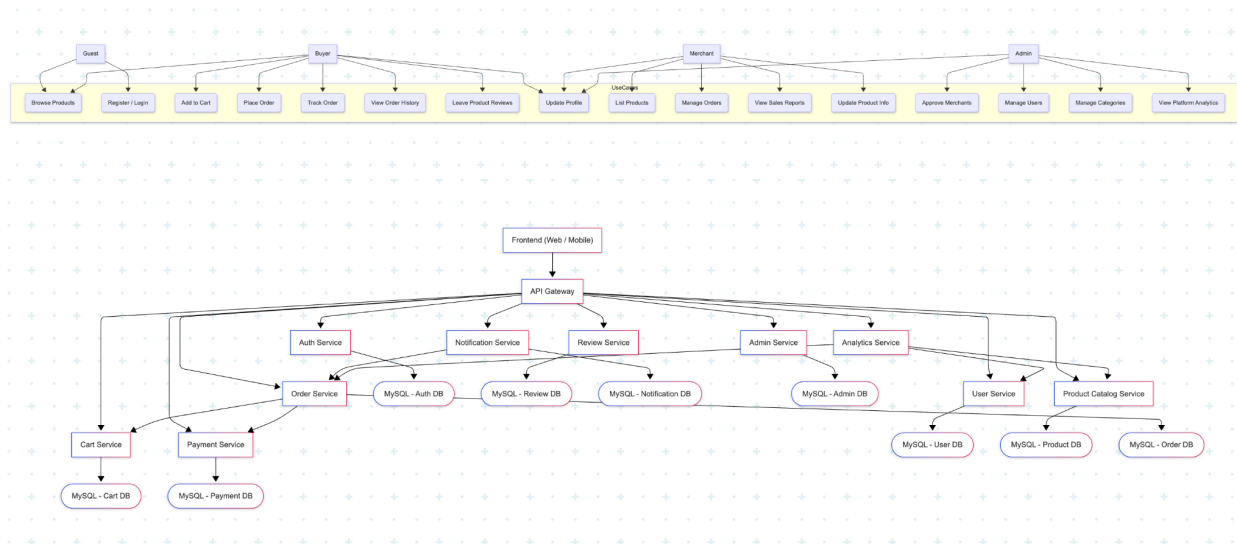 Guest
Buyer
Merchant
Admin
UseCases
Browse Products
Register / Login
Add to Cart
Place Order
Track Order
View Order History
Leave Product Reviews
Update Profile
List Products
Manage Orders
View Sales Reports
Update Product Info
Approve Merchants
Manage Users
Manage Categories
View Platform Analytics
Frontend (Web / Mobile)
API Gateway
Auth Service
Notification Service
Review Service
Admin Service
Analytics Service
Order Service
MySQL - Auth DB
MySQL - Review DB
MySQL - Notification DB
MySQL - Admin DB
User Service
Product Catalog Service
Cart Service
Payment Service
MySQL - User DB
MySQL - Product DB
MySQL - Order DB
MySQL - Cart DB
MySQL - Payment DB